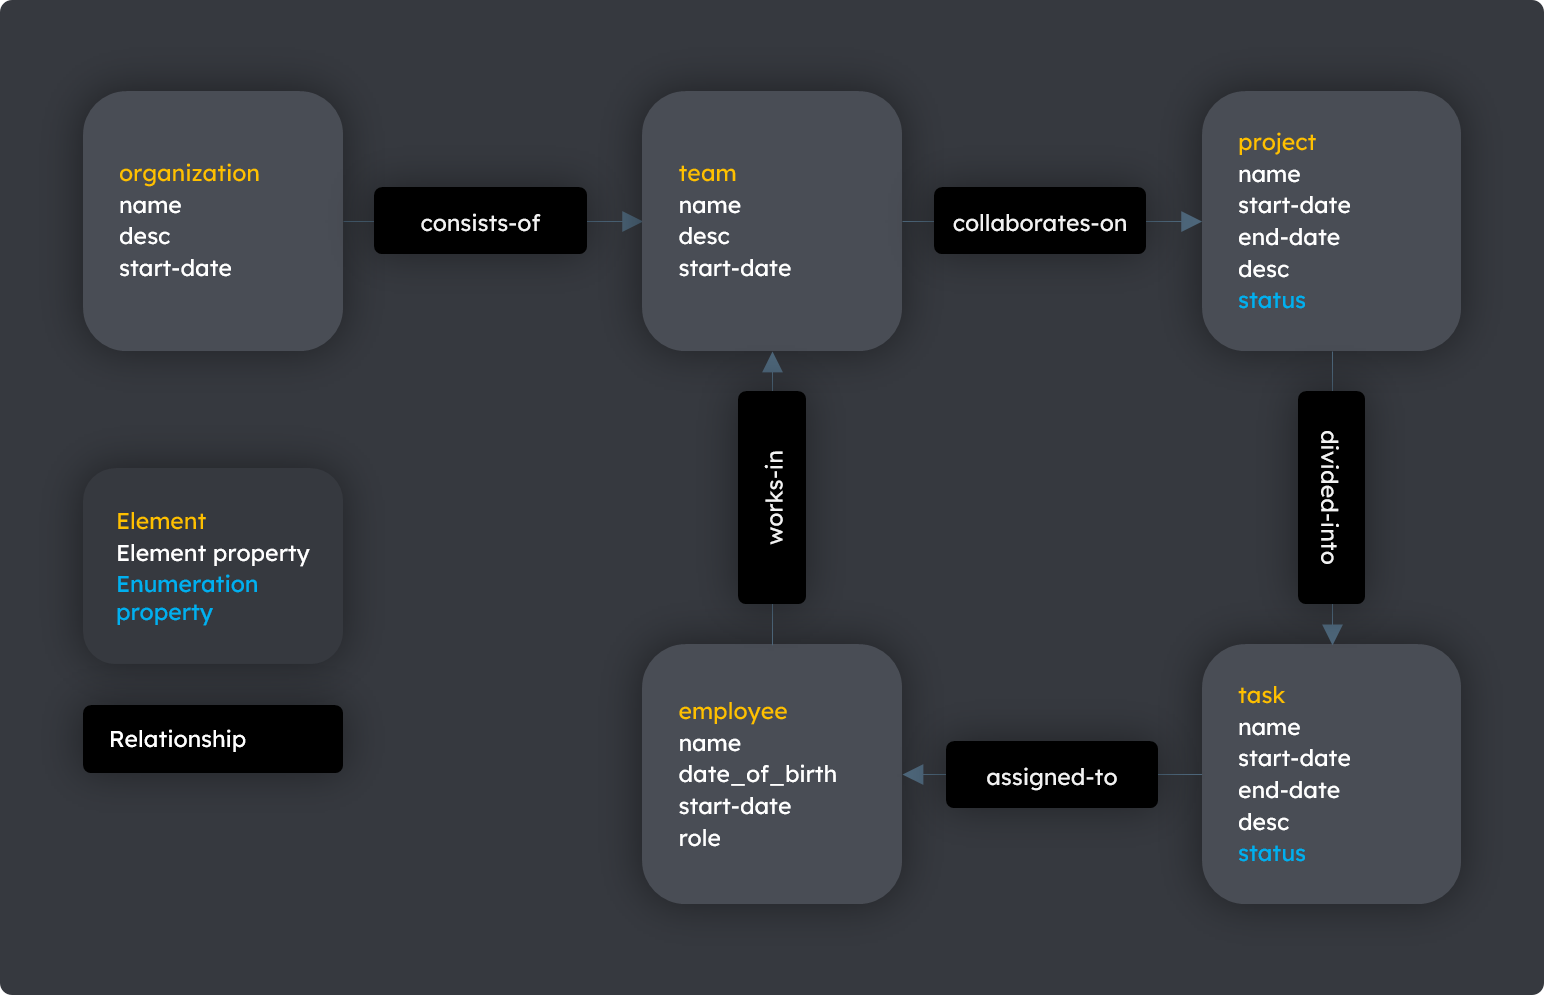 organization
name
desc
start-date
consists-of
team
name
desc
start-date
collaborates-on
project
name
start-date
end-date
desc
status
works-in
divided-into
Element
Element property
Enumeration
property
Relationship
employee
name
date_of_birth
start-date
role
assigned-to
task
name
start-date
end-date
desc
status